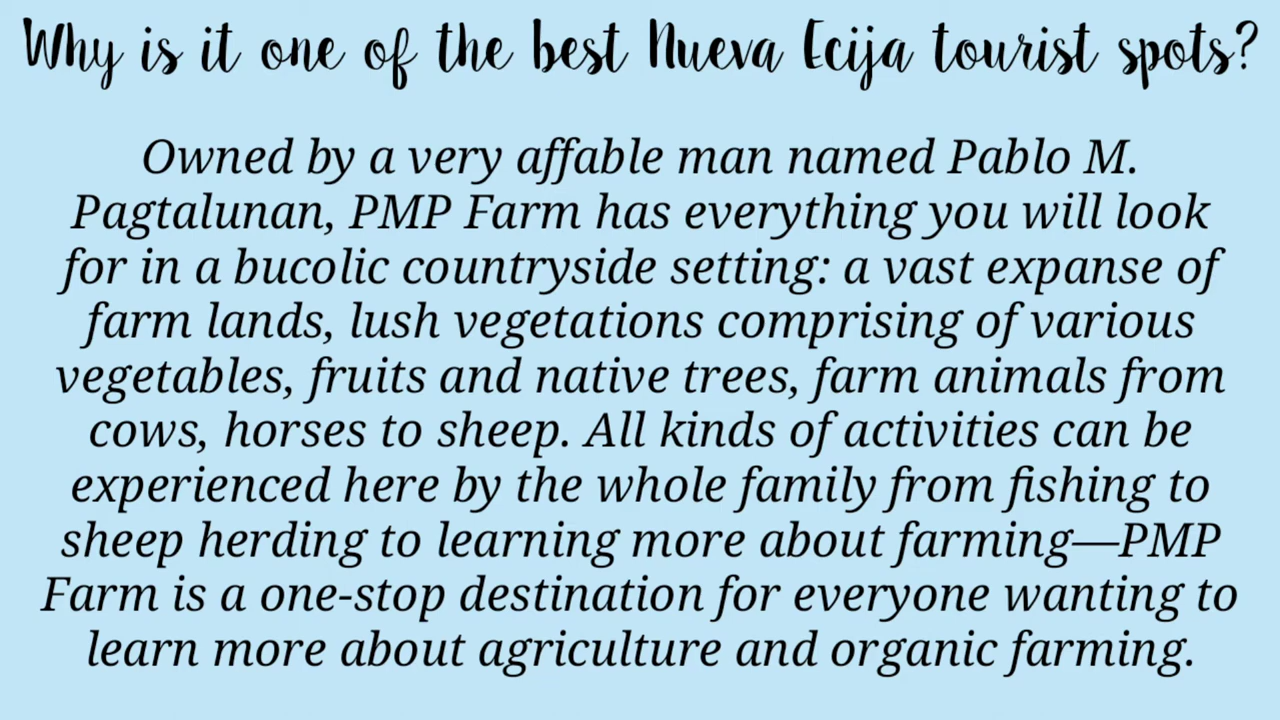 Why is it one of the best Nueva Ecija tourist spots?
Owned by a very affable man named Pablo M.
Pagtalunan, PMP Farm has everything you will look
for in a bucolic countryside setting: a vast expanse of
farm lands, lush vegetations comprising of various
vegetables, fruits and native trees, farm animals from
cows, horses to sheep. All kinds of activities can be
experienced here by the whole family from fishing to
sheep herding to learning more about farming—PMP
Farm is a one-stop destination for everyone wanting to
learn more about agriculture and organic farming.